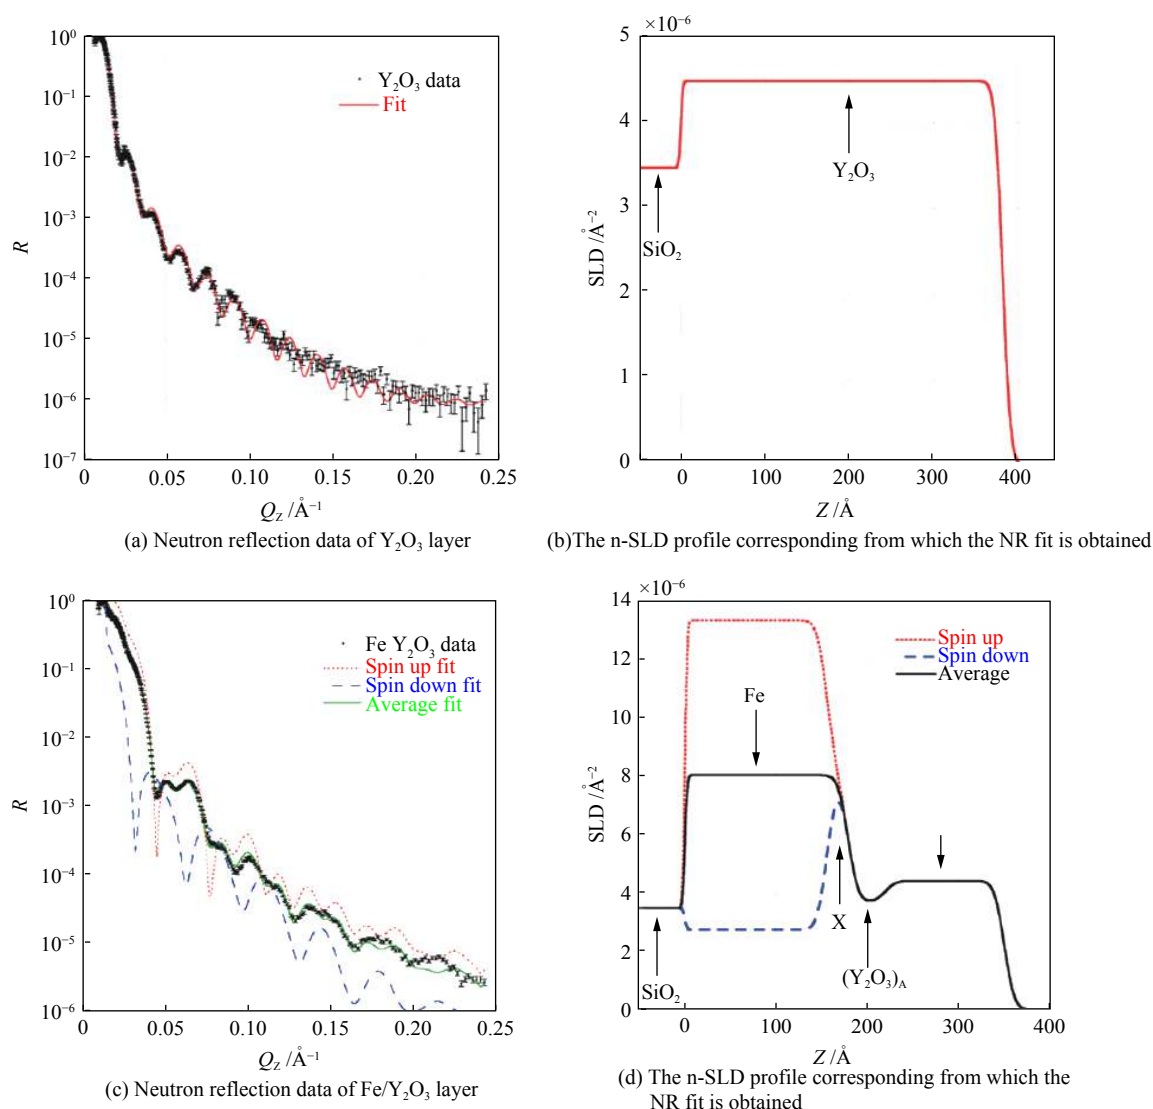 10⁰
10⁻¹
10⁻²
10⁻³
10⁻⁴
10⁻⁵
10⁻⁶
10⁻⁷
R
Y₂O₃ data
Fit
0 0.05 0.10 0.15 0.20 0.25
Q_Z /Å⁻¹
(a) Neutron reflection data of Y₂O₃ layer
×10⁻⁶
5
4
3
2
1
0
SLD /Å⁻²
SiO₂
Y₂O₃
0 100 200 300 400
Z / Å
(b)The n-SLD profile corresponding from which the NR fit is obtained
10⁰
10⁻¹
10⁻²
10⁻³
10⁻⁴
10⁻⁵
10⁻⁶
R
Fe Y₂O₃ data
Spin up fit
Spin down fit
Average fit
0 0.05 0.10 0.15 0.20 0.25
Q_Z /Å⁻¹
(c) Neutron reflection data of Fe/Y₂O₃ layer
×10⁻⁶
14
12
10
8
6
4
2
0
SLD /Å⁻²
Spin up
Spin down
Average
Fe
X
(Y₂O₃)_A
SiO₂
0 100 200 300 400
Z / Å
(d) The n-SLD profile corresponding from which the
NR fit is obtained